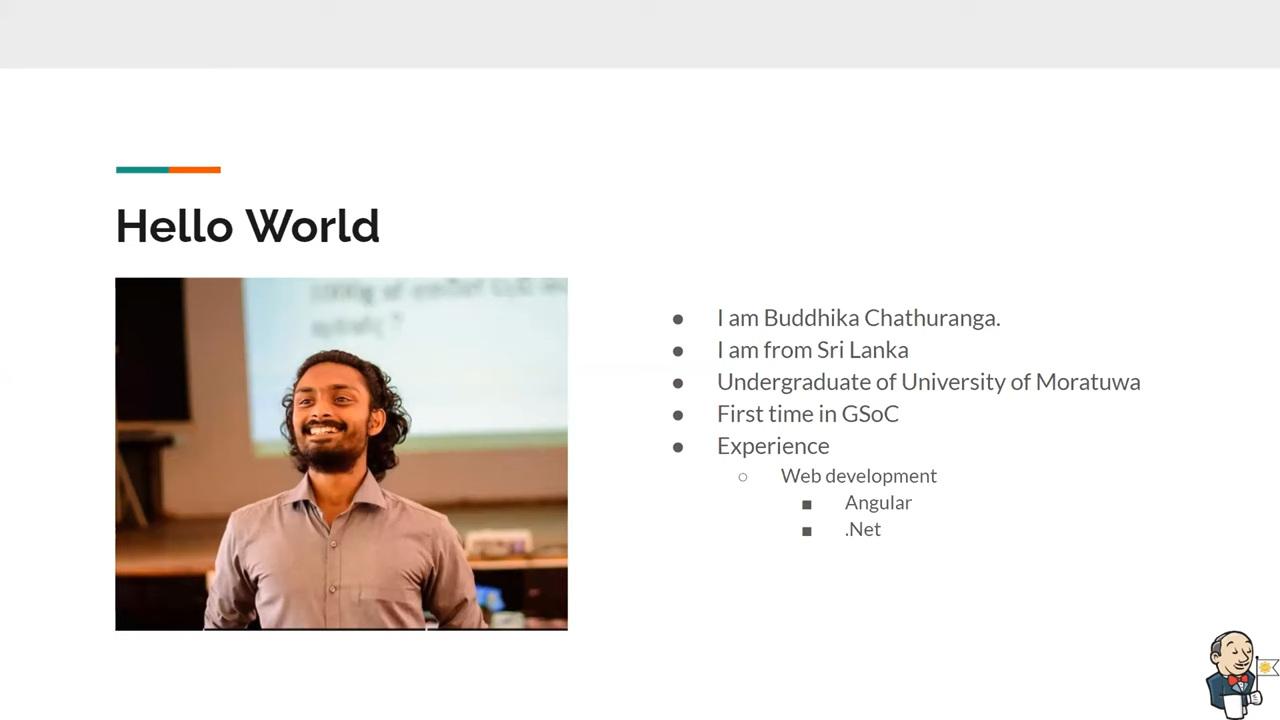 Hello World
I am Buddhika Chathuranga.
I am from Sri Lanka
Undergraduate of University of Moratuwa
First time in GSoC
Experience
Web development
Angular
.Net